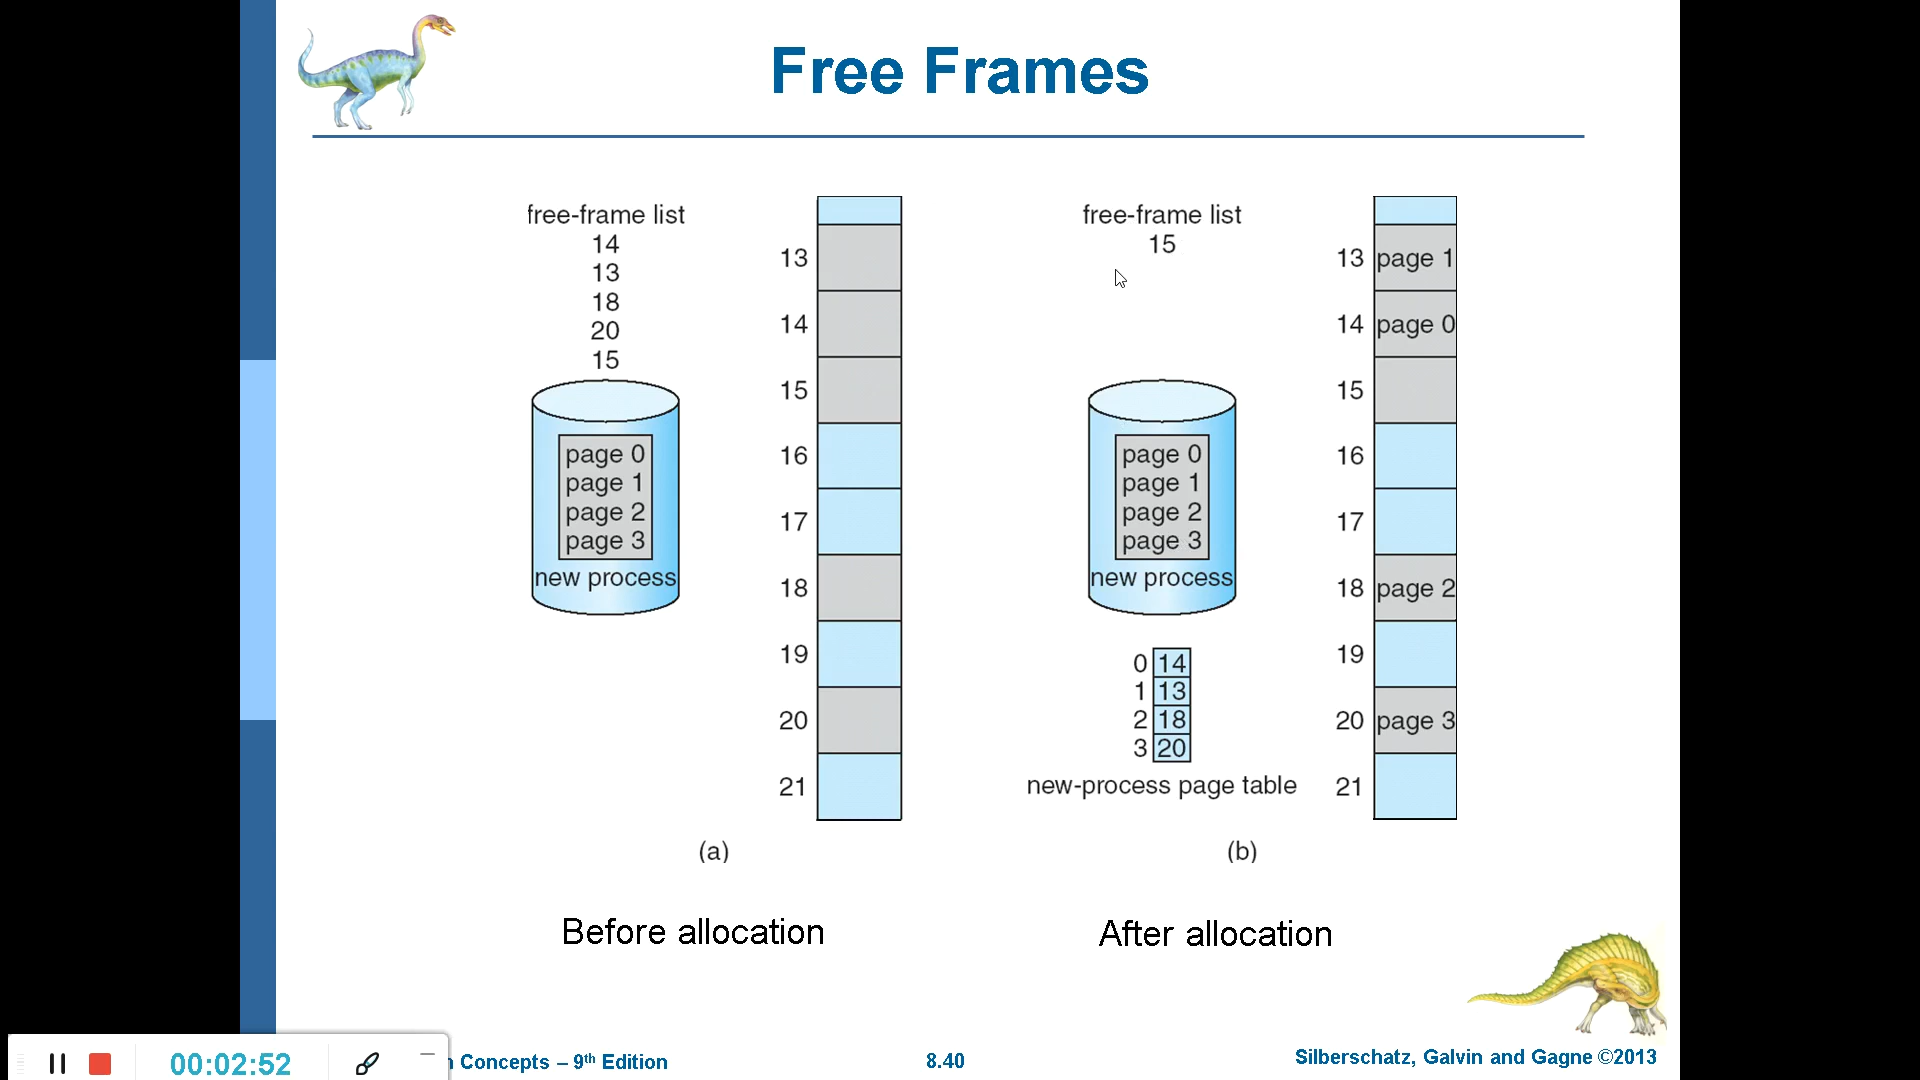 Free Frames
free-frame list
14
13
18
20
15
page 0
page 1
page 2
page 3
new process
13
14
15
16
17
18
19
20
21
(a)
Before allocation
free-frame list
15
page 0
page 1
page 2
page 3
new process
0 14
1 13
2 18
3 20
new-process page table
13 page 1
14 page 0
15
16
17
18 page 2
19
20 page 3
21
(b)
After allocation
00:02:52
Concepts – 9th Edition
8.40
Silberschatz, Galvin and Gagne ©2013